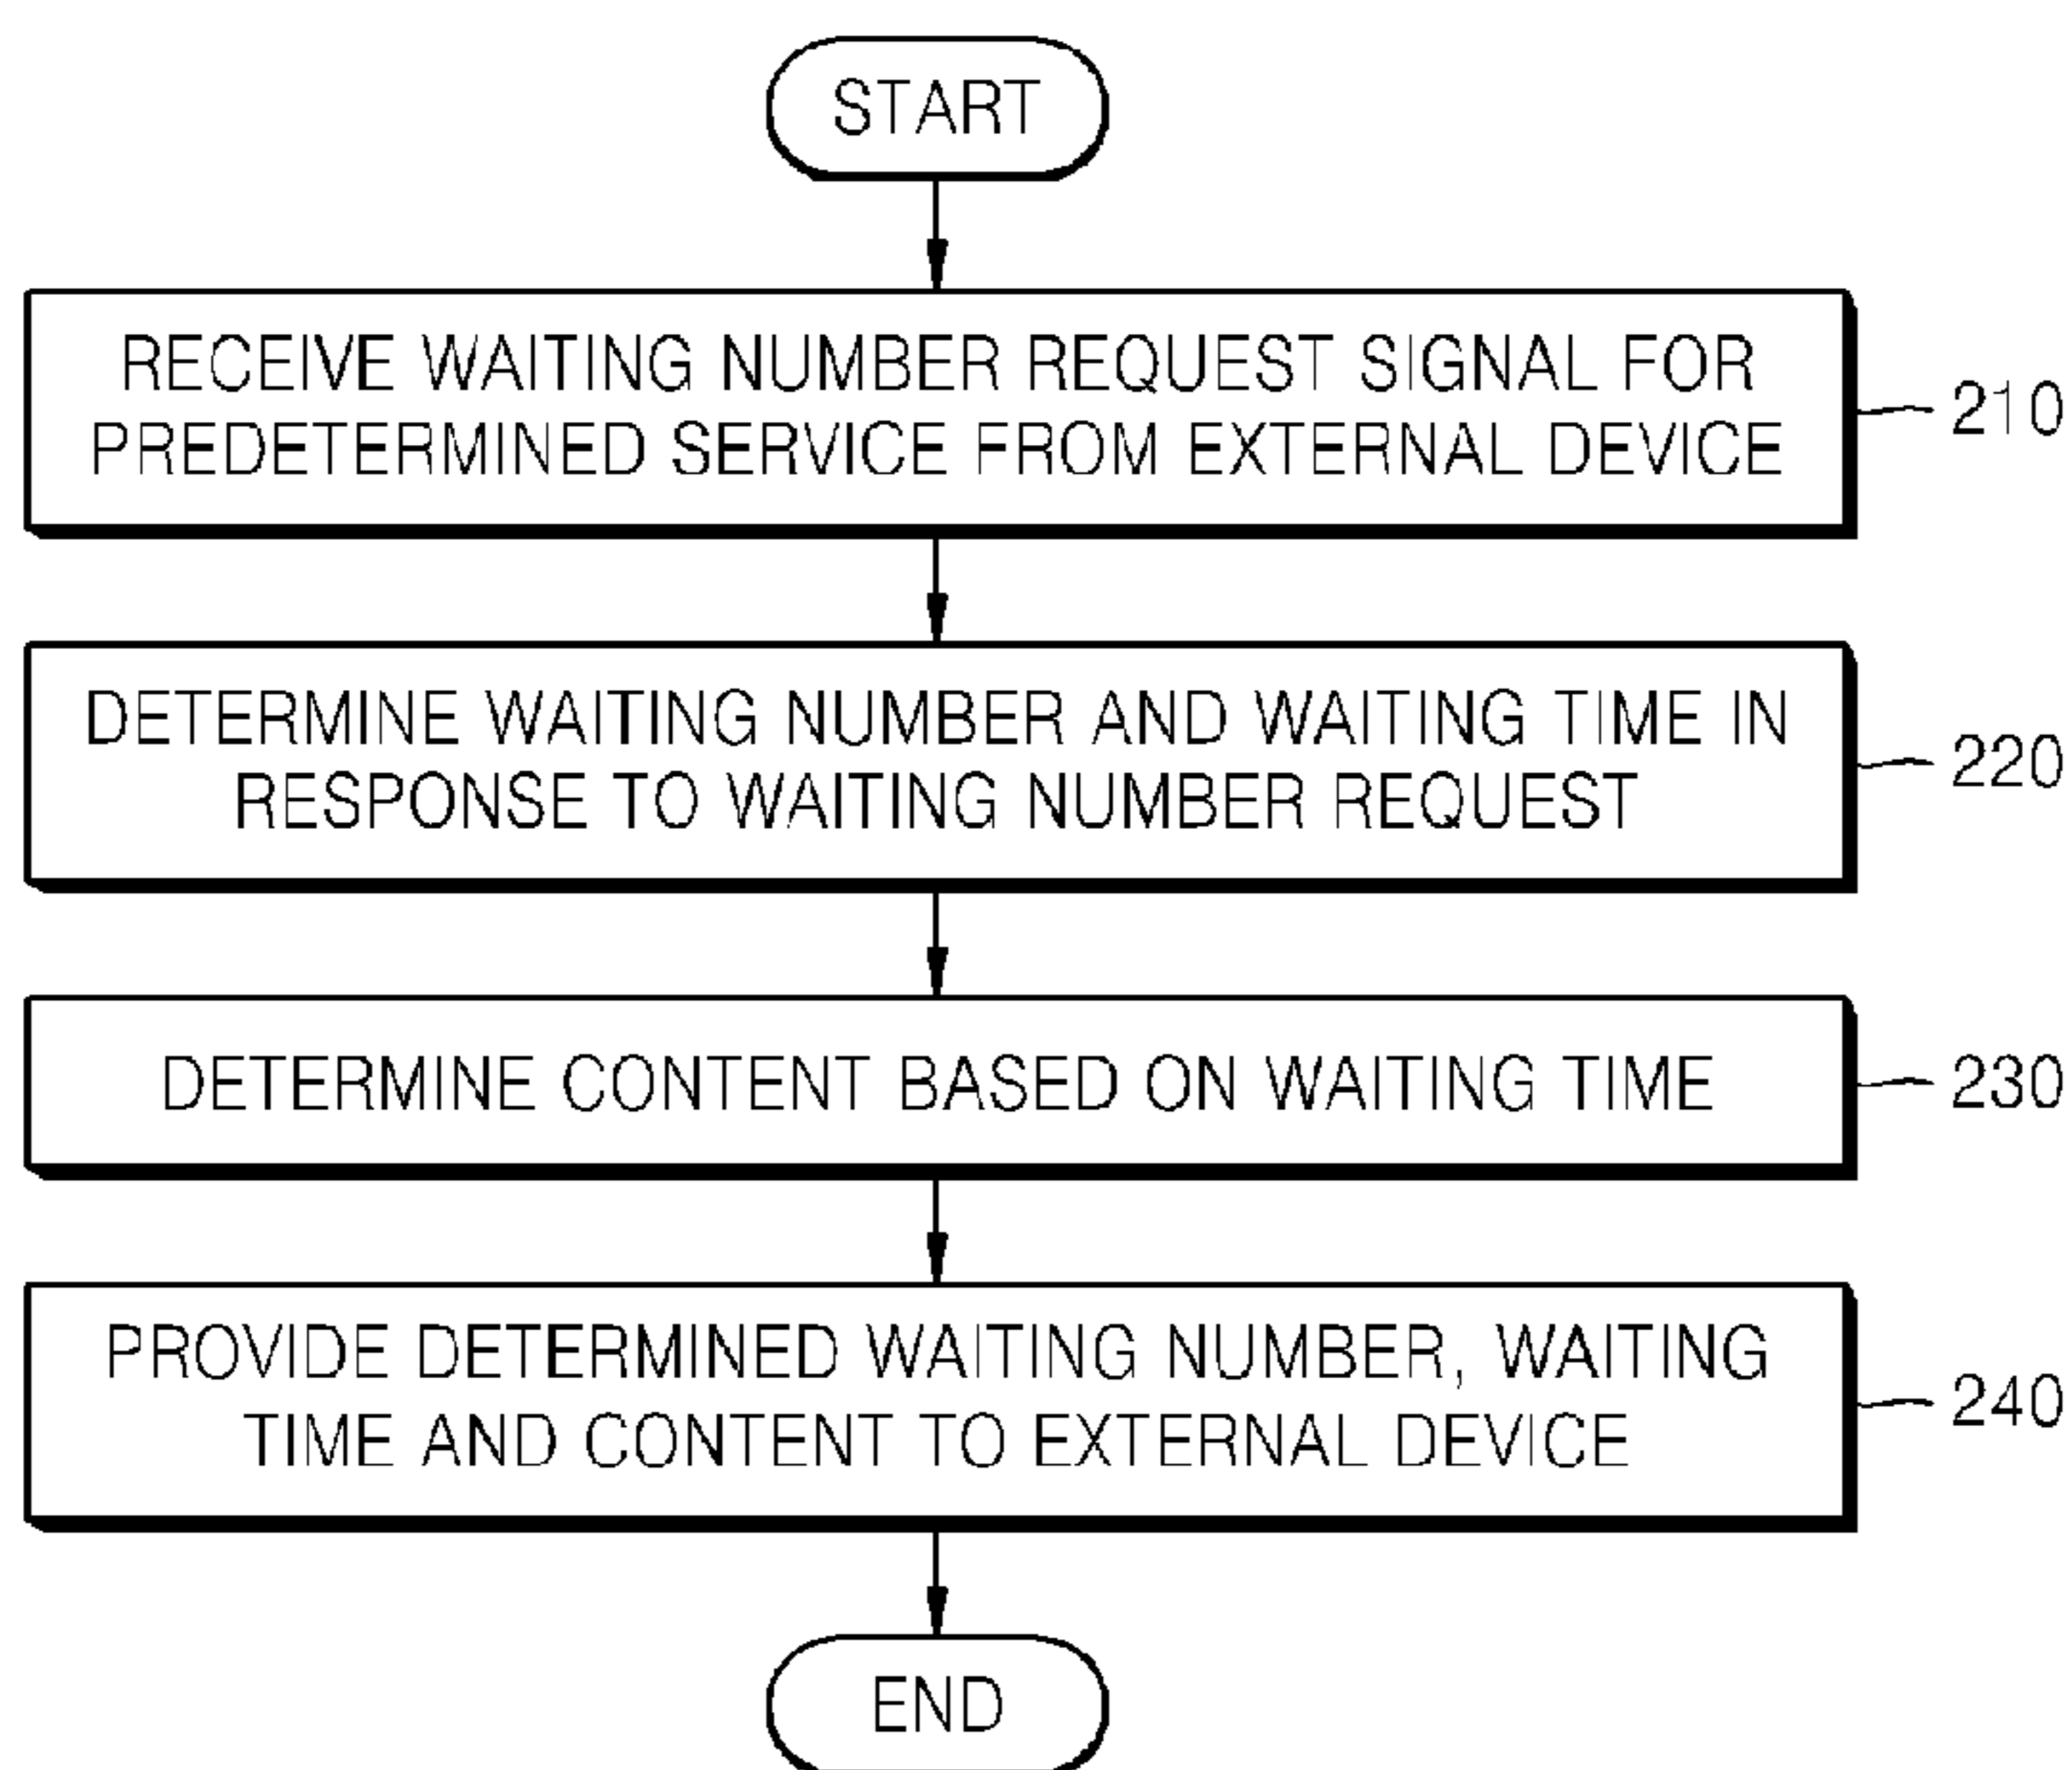 START
RECEIVE WAITING NUMBER REQUEST SIGNAL FOR
PREDETERMINED SERVICE FROM EXTERNAL DEVICE
210
DETERMINE WAITING NUMBER AND WAITING TIME IN
RESPONSE TO WAITING NUMBER REQUEST
220
DETERMINE CONTENT BASED ON WAITING TIME
230
PROVIDE DETERMINED WAITING NUMBER, WAITING
TIME AND CONTENT TO EXTERNAL DEVICE
240
END